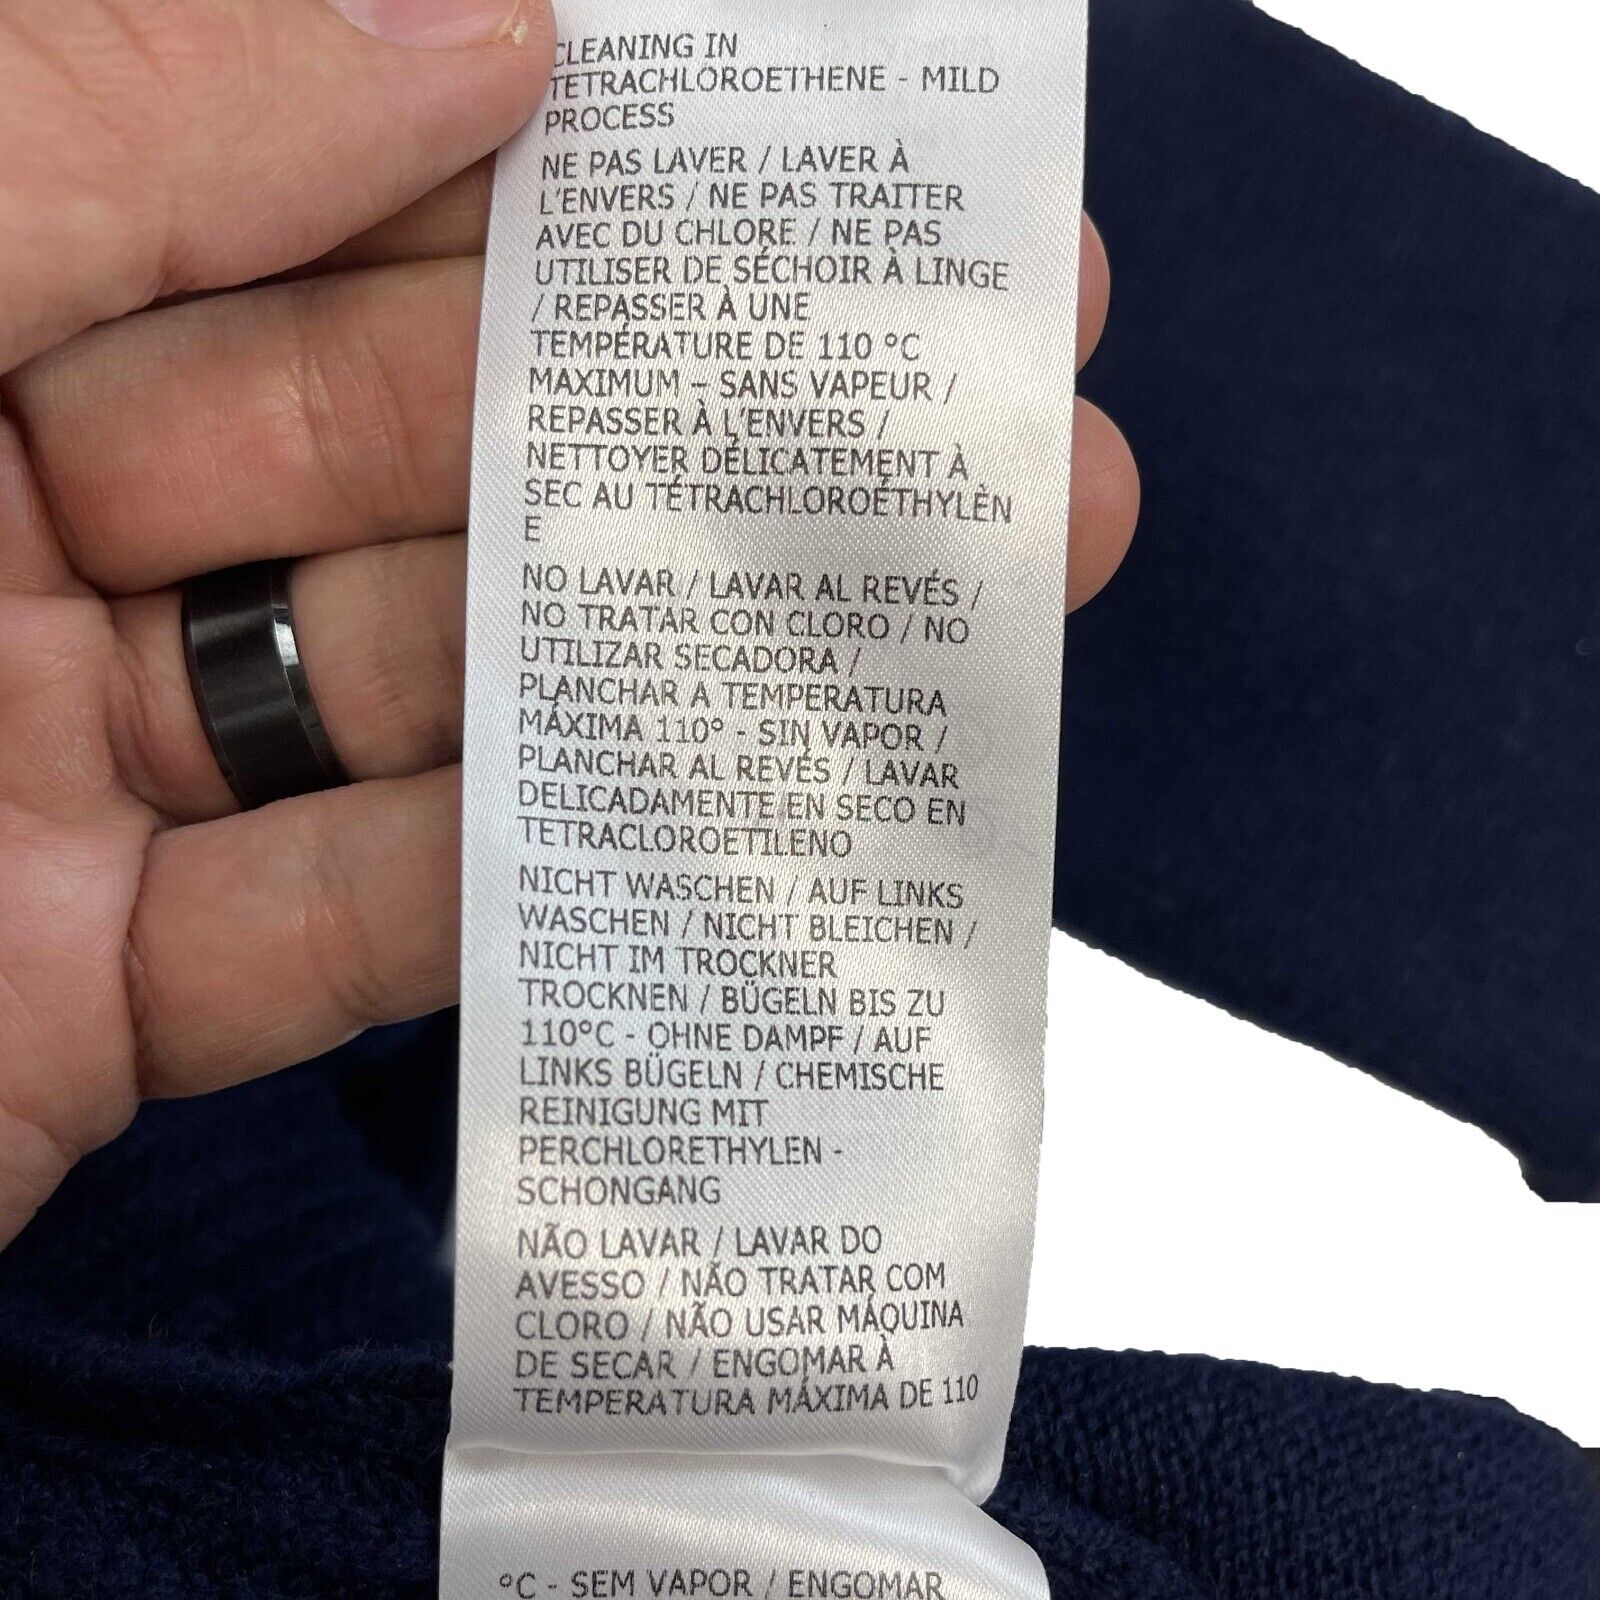 CLEANING IN
TETRACHLOROETHENE - MILD
PROCESS
NE PAS LAVER / LAVER À
L'ENVERS / NE PAS TRAITER
AVEC DU CHLORE / NE PAS
UTILISER DE SÉCHOIR À LINGE
/ REPASSER À UNE
TEMPÉRATURE DE 110 °C
MAXIMUM – SANS VAPEUR /
REPASSER À L'ENVERS /
NETTOYER DÉLICATEMENT À
SEC AU TÉTRACHLOROÉTHYLÈN
E
NO LAVAR / LAVAR AL REVÉS /
NO TRATAR CON CLORO / NO
UTILIZAR SECADORA /
PLANCHAR A TEMPERATURA
MÁXIMA 110° - SIN VAPOR /
PLANCHAR AL REVÉS / LAVAR
DELICADAMENTE EN SECO EN
TETRACLOROETILENO
NICHT WASCHEN / AUF LINKS
WASCHEN / NICHT BLEICHEN /
NICHT IM TROCKNER
TROCKNEN / BÜGELN BIS ZU
110°C - OHNE DAMPF / AUF
LINKS BÜGELN / CHEMISCHE
REINIGUNG MIT
PERCHLORETHYLEN -
SCHONGANG
NÃO LAVAR / LAVAR DO
AVESSO / NÃO TRATAR COM
CLORO / NÃO USAR MÁQUINA
DE SECAR / ENGOMAR À
TEMPERATURA MÁXIMA DE 110
°C - SEM VAPOR / ENGOMAR